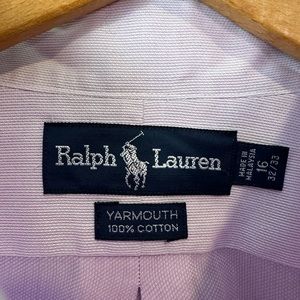 Ralph Lauren
MADE IN
MALAYSIA
16
32/33
YARMOUTH
100% COTTON